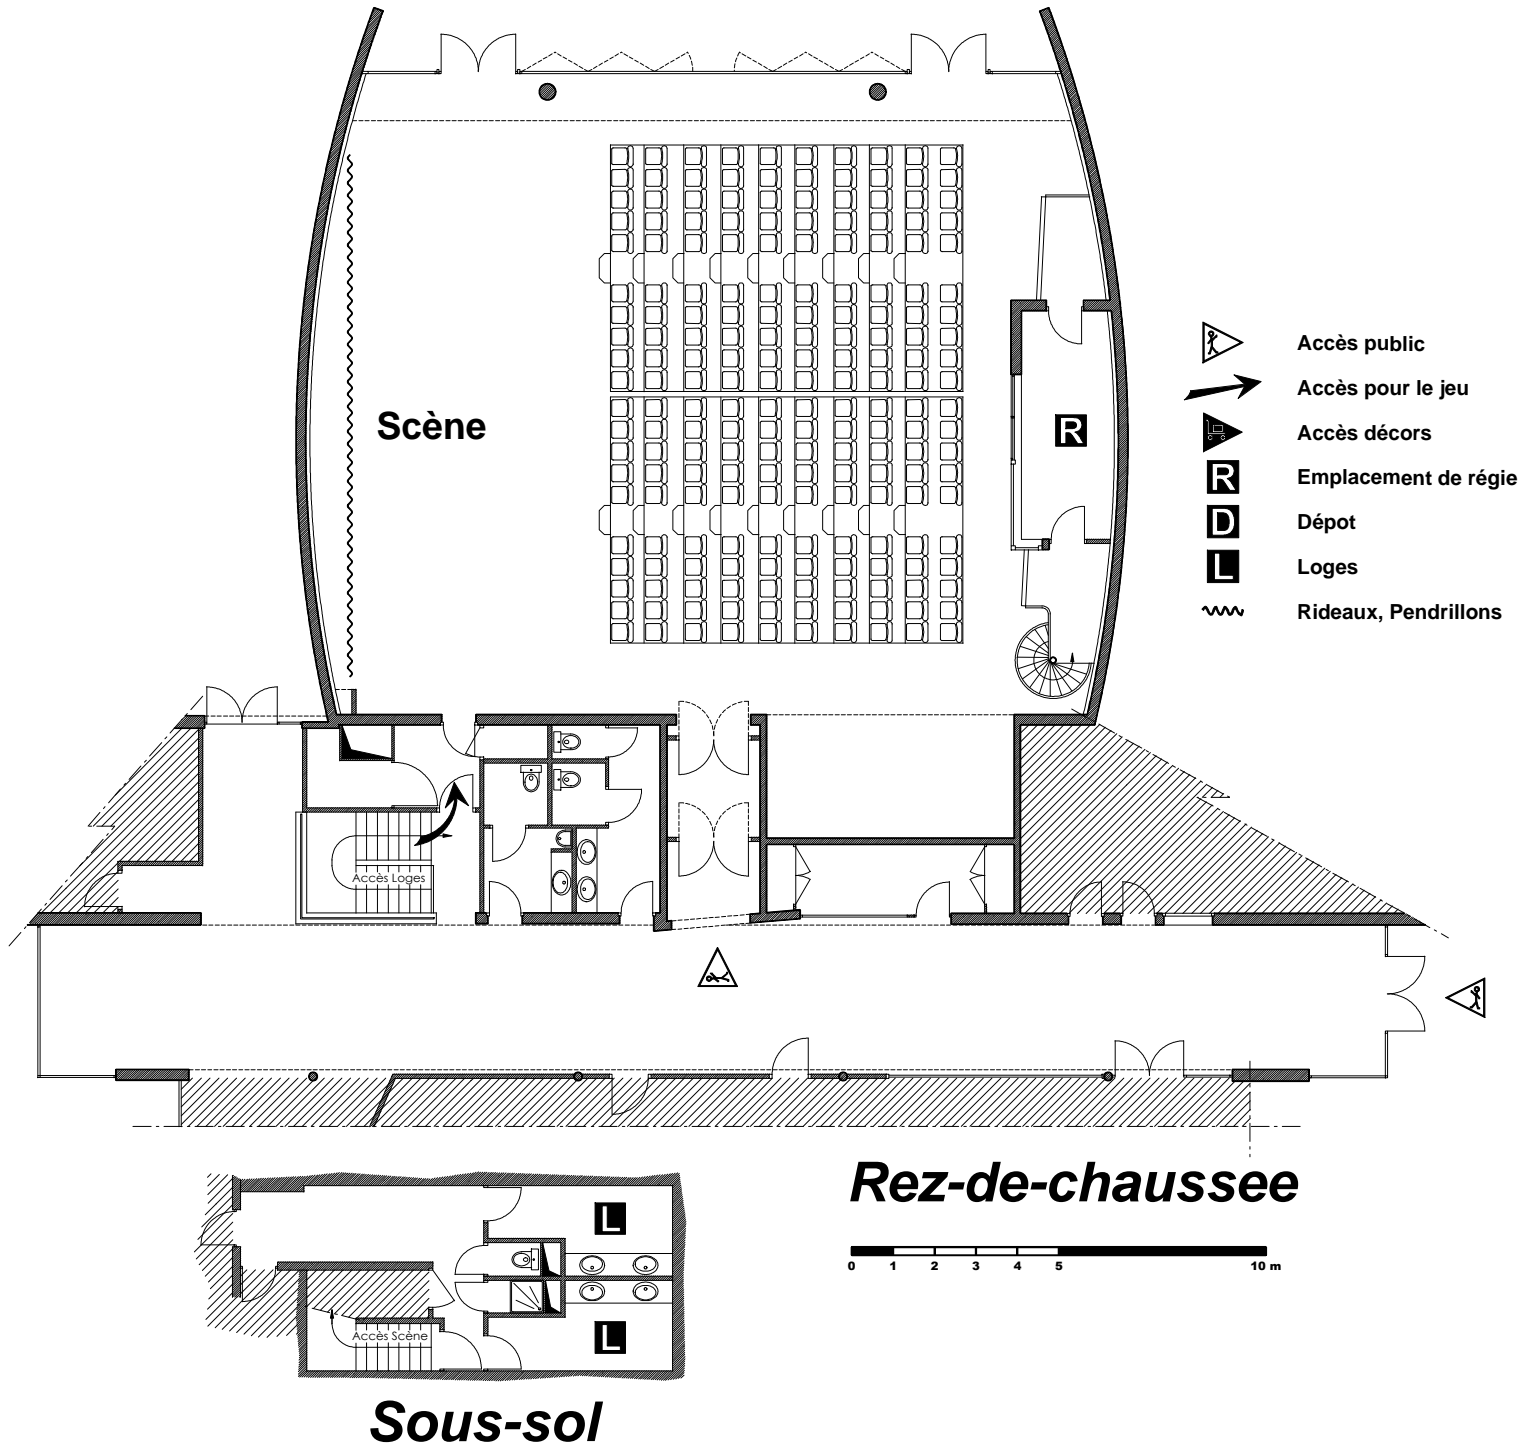 Scène
R
Accès public
Accès pour le jeu
Accès décors
R Emplacement de régie
D Dépot
L Loges
Rideaux, Pendrillons
Accès Loges
Rez-de-chaussee
0 1 2 3 4 5 10 m
L
Accès Scène
L
Sous-sol